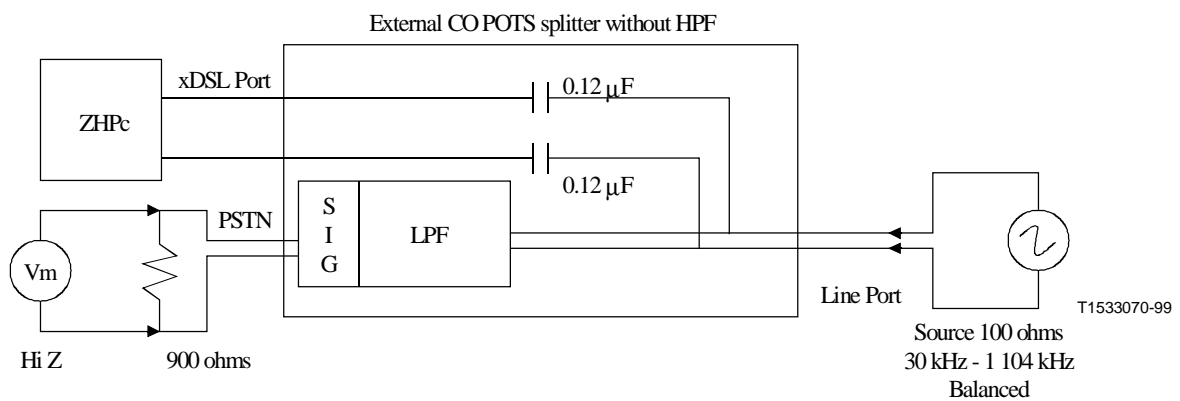 External CO POTS splitter without HPF
xDSL Port
0.12 µF
ZHPc
0.12 µF
PSTN
S
I
G
LPF
Vm
Line Port
T1533070-99
Hi Z
900 ohms
Source 100 ohms
30 kHz - 1 104 kHz
Balanced